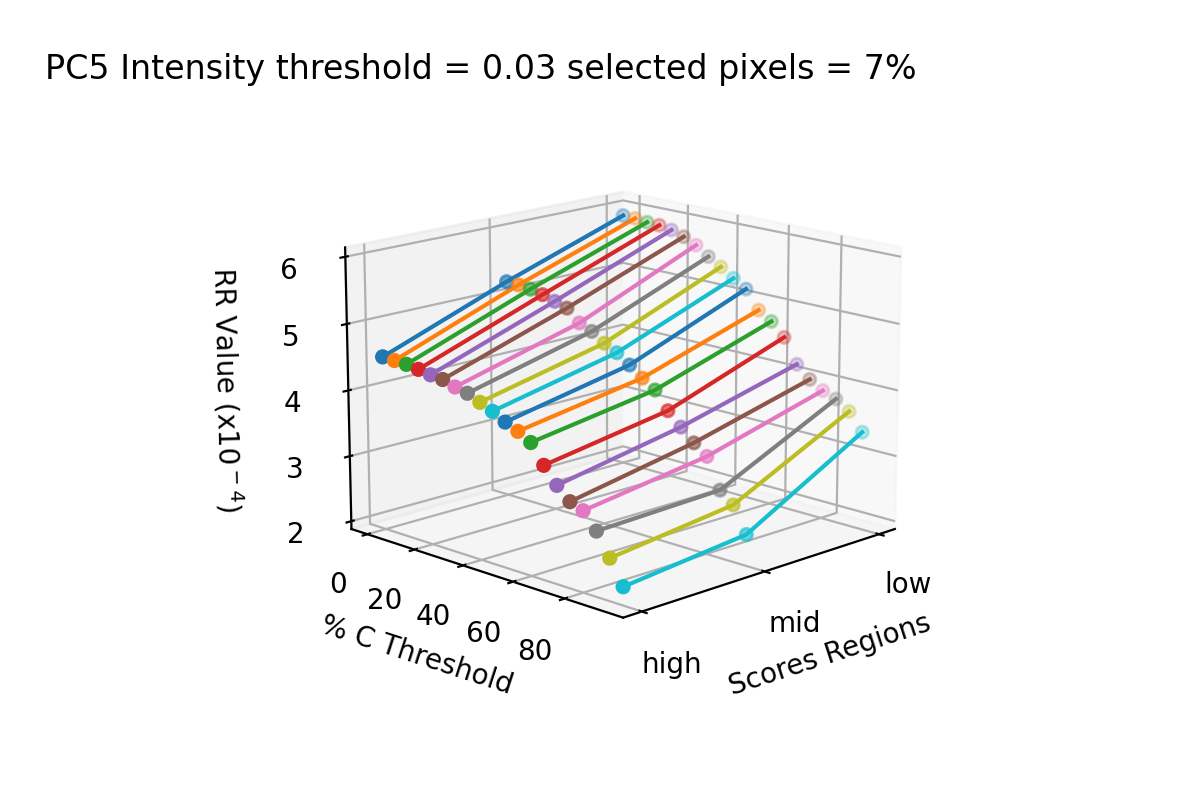 PC5 Intensity threshold = 0.03 selected pixels = 7%
RR Value (x10⁻⁴)
6
5
4
3
2
0
20
40
60
80
% C Threshold
high
mid
low
Scores Regions